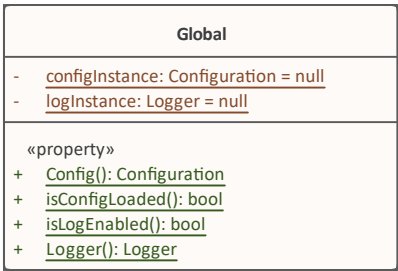 Global
- configInstance: Configuration = null
- logInstance: Logger = null
«property»
+ Config(): Configuration
+ isConfigLoaded(): bool
+ isLogEnabled(): bool
+ Logger(): Logger